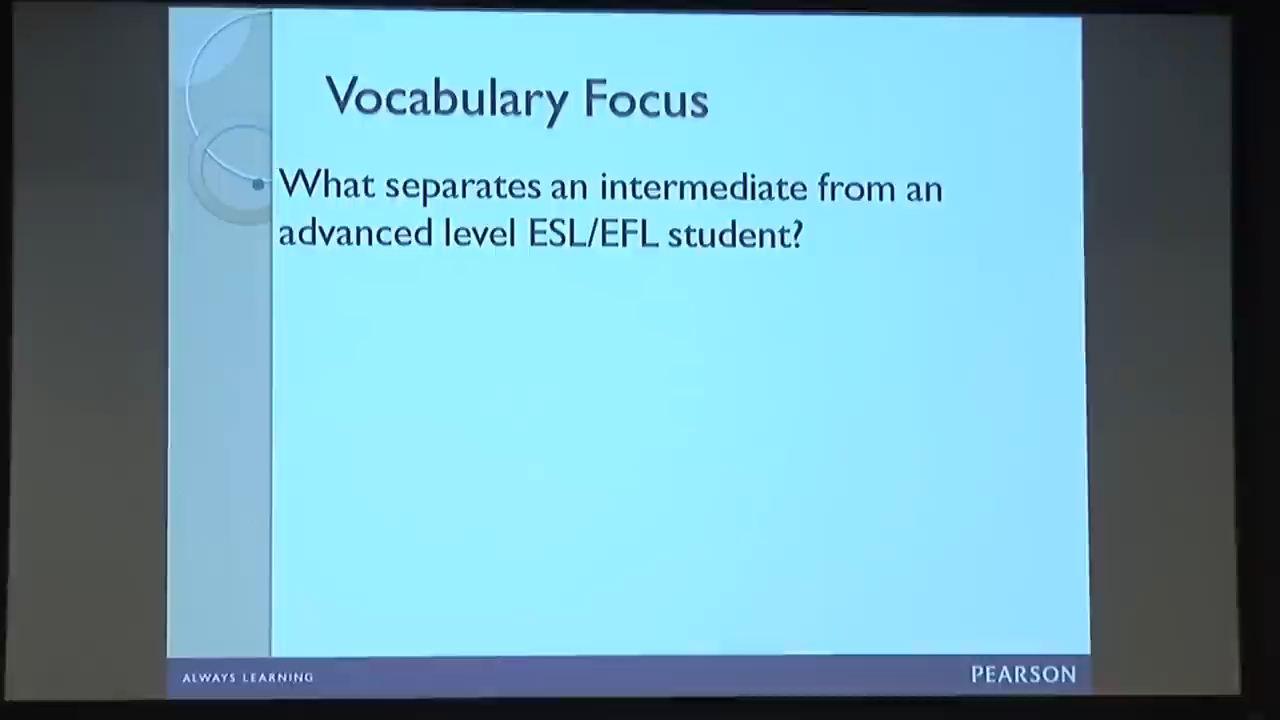 Vocabulary Focus
What separates an intermediate from an
advanced level ESL/EFL student?
ALWAYS LEARNING
PEARSON